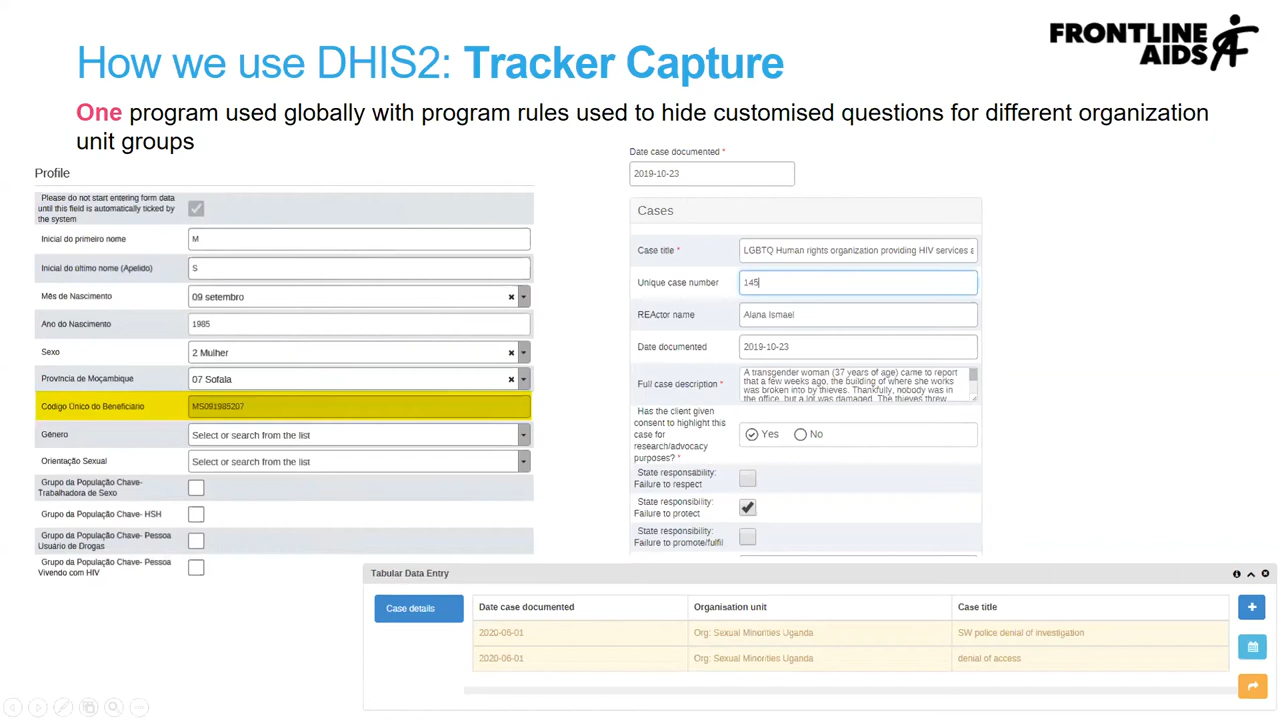 FRONTLINE
AIDS
How we use DHIS2: Tracker Capture
One program used globally with program rules used to hide customised questions for different organization
unit groups
Profile
Please do not start entering form data
until this field is automatically ticked by
the system
Inicial do primeiro nome
M
Inicial do último nome (Apelido)
S
Mês de Nascimento
09 setembro
Ano do Nascimento
1985
Sexo
2 Mulher
Província de Moçambique
07 Sofala
Código Único do Beneficiário
MS091985207
Género
Select or search from the list
Orientação Sexual
Select or search from the list
Grupo da População Chave-
Trabalhadora de Sexo
Grupo da População Chave- HSH
Grupo da População Chave- Pessoa
Usuário de Drogas
Grupo da População Chave- Pessoa
Vivendo com HIV
Date case documented *
2019-10-23
Cases
Case title *
LGBTQ Human rights organization providing HIV services a
Unique case number
145
REActor name
Alana Ismael
Date documented
2019-10-23
Full case description *
A transgender woman (37 years of age) came to report
that a few weeks ago, the building of where she works
was broken into by thieves. Thankfully, nobody was in
the office, but a lot was damaged. The thieves threw
Has the client given
consent to highlight this
case for
research/advocacy
purposes? *
Yes
No
State responsability:
Failure to respect
State responsibility:
Failure to protect
State responsibility:
Failure to promote/fulfil
Tabular Data Entry
Case details
Date case documented
Organisation unit
Case title
2020-06-01
Org: Sexual Minorities Uganda
SW police denial of investigation
2020-06-01
Org: Sexual Minorities Uganda
denial of access